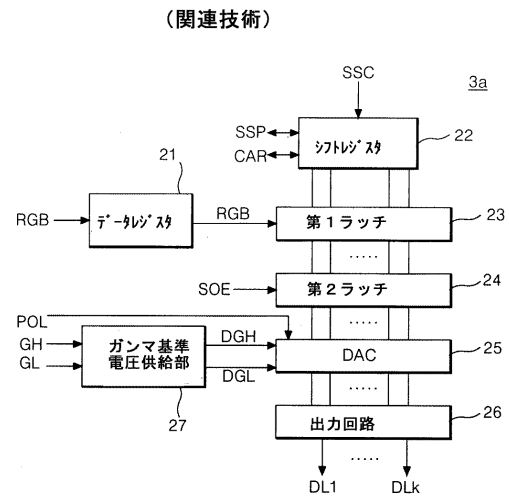 (関連技術)
SSC
3a
SSP
CAR
ｼﾌﾄﾚｼﾞｽﾀ
22
21
RGB
ﾃﾞｰﾀﾚｼﾞｽﾀ
RGB
第1ラッチ
23
.....
SOE
第2ラッチ
24
.....
POL
GH
GL
ガンマ基準
電圧供給部
DGH
DGL
DAC
25
27
.....
出力回路
26
.....
DL1
DLk